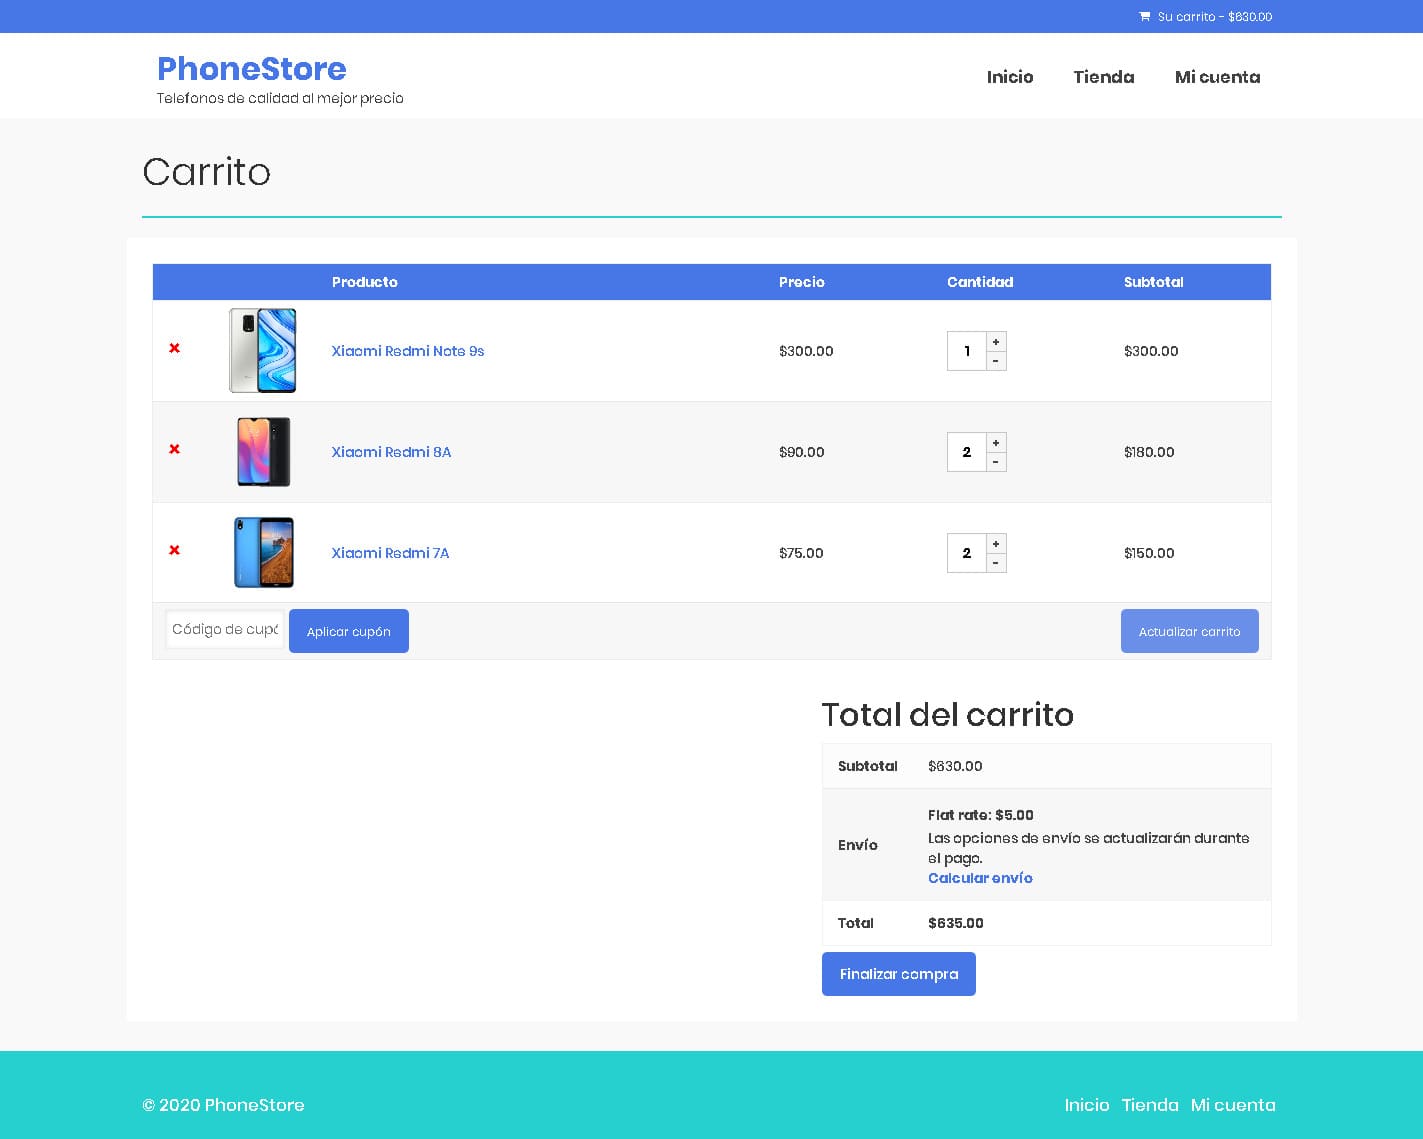 Su carrito - $630.00
PhoneStore
Telefonos de calidad al mejor precio
Inicio Tienda Mi cuenta
Carrito
Producto Precio Cantidad Subtotal
× Xiaomi Redmi Note 9s $300.00 1 + - $300.00
× Xiaomi Redmi 8A $90.00 2 + - $180.00
× Xiaomi Redmi 7A $75.00 2 + - $150.00
Código de cupó Aplicar cupón Actualizar carrito
Total del carrito
Subtotal $630.00
Envío Flat rate: $5.00
Las opciones de envío se actualizarán durante
el pago.
Calcular envío
Total $635.00
Finalizar compra
© 2020 PhoneStore
Inicio Tienda Mi cuenta